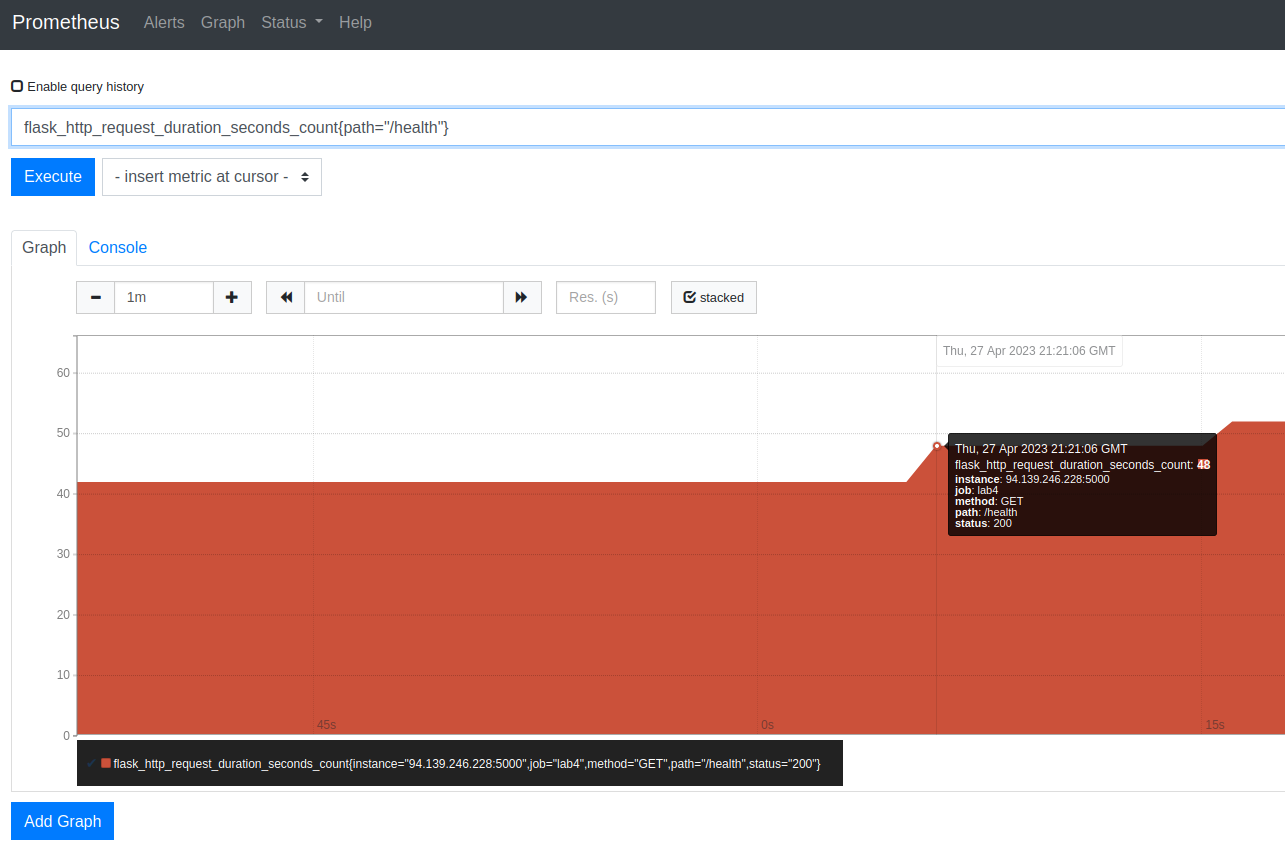 Prometheus Alerts Graph Status Help
Enable query history
flask_http_request_duration_seconds_count{path="/health"}
Execute - insert metric at cursor -
Graph Console
1m Until Res. (s) stacked
Thu, 27 Apr 2023 21:21:06 GMT
60
50
40
30
20
10
0
Thu, 27 Apr 2023 21:21:06 GMT
flask_http_request_duration_seconds_count: 48
instance: 94.139.246.228:5000
job: lab4
method: GET
path: /health
status: 200
45s 0s 15s
flask_http_request_duration_seconds_count{instance="94.139.246.228:5000",job="lab4",method="GET",path="/health",status="200"}
Add Graph